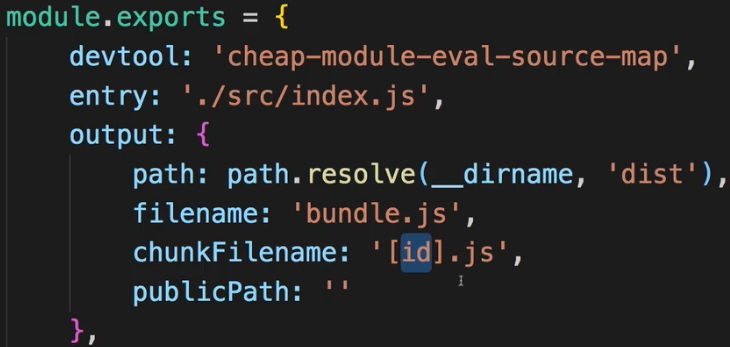 module.exports = {
devtool: 'cheap-module-eval-source-map',
entry: './src/index.js',
output: {
path: path.resolve(__dirname, 'dist'),
filename: 'bundle.js',
chunkFilename: '[id].js',
publicPath: ''
},